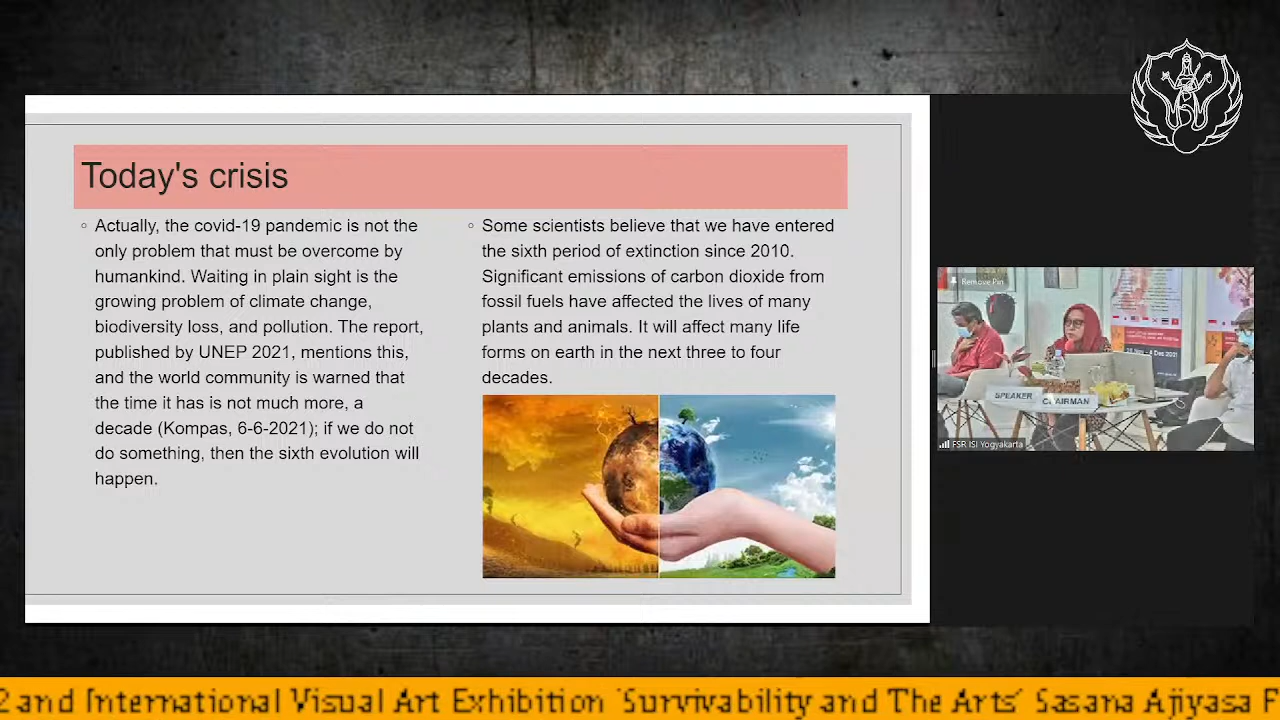 Today's crisis
Actually, the covid-19 pandemic is not the
only problem that must be overcome by
humankind. Waiting in plain sight is the
growing problem of climate change,
biodiversity loss, and pollution. The report,
published by UNEP 2021, mentions this,
and the world community is warned that
the time it has is not much more, a
decade (Kompas, 6-6-2021); if we do not
do something, then the sixth evolution will
happen.
Some scientists believe that we have entered
the sixth period of extinction since 2010.
Significant emissions of carbon dioxide from
fossil fuels have affected the lives of many
plants and animals. It will affect many life
forms on earth in the next three to four
decades.
Remove Pin
SPEAKER
CHAIRMAN
FSR ISI Yogyakarta
2 and International Visual Art Exhibition 'Survivability and The Arts' Sasana Ajiyasa F